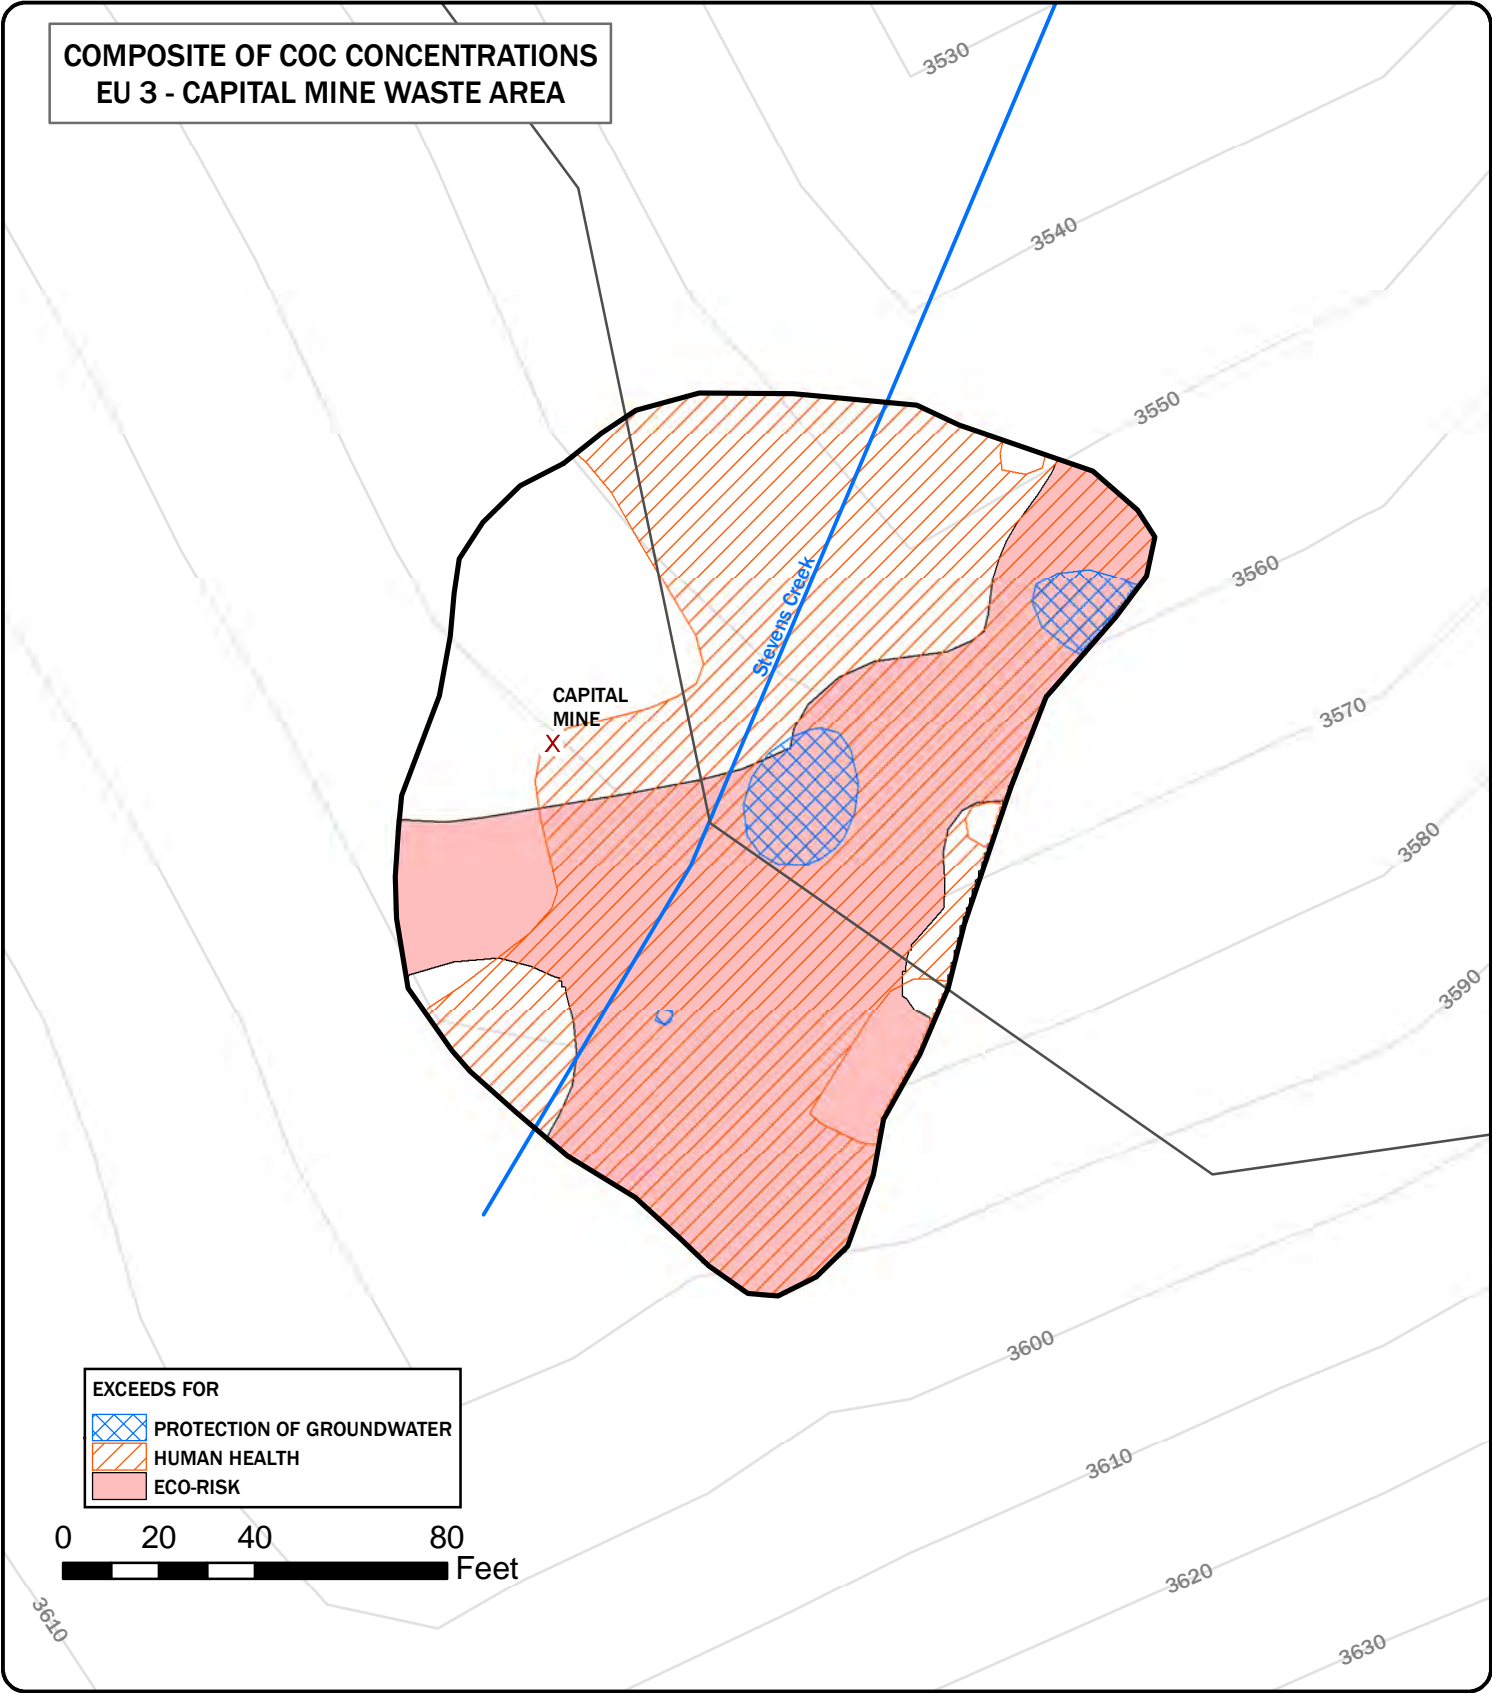 COMPOSITE OF COC CONCENTRATIONS
EU 3 - CAPITAL MINE WASTE AREA
3530
3540
3550
3560
Stevens Creek
CAPITAL
MINE
X
3570
3580
3590
3600
3610
3620
3630
3610
EXCEEDS FOR
PROTECTION OF GROUNDWATER
HUMAN HEALTH
ECO-RISK
0 20 40 80
Feet